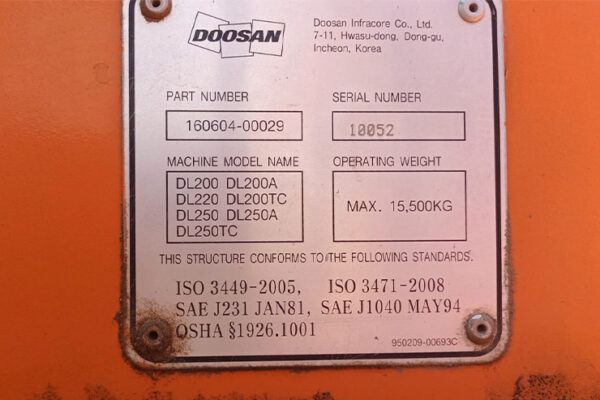 DOOSAN
Doosan Infracore Co., Ltd.
7-11, Hwasu-dong, Dong-gu,
Incheon, Korea
PART NUMBER
160604-00029
SERIAL NUMBER
10052
MACHINE MODEL NAME
DL200 DL200A
DL220 DL200TC
DL250 DL250A
DL250TC
OPERATING WEIGHT
MAX. 15,500KG
THIS STRUCTURE CONFORMS TO THE FOLLOWING STANDARDS.
ISO 3449-2005, ISO 3471-2008
SAE J231 JAN81, SAE J1040 MAY94
OSHA §1926.1001
950209-00693C